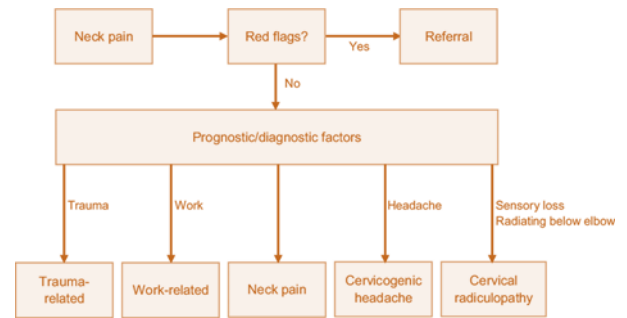 Neck pain
Red flags?
Yes
Referral
No
Prognostic/diagnostic factors
Trauma
Work
Headache
Sensory loss
Radiating below elbow
Trauma-
related
Work-related
Neck pain
Cervicogenic
headache
Cervical
radiculopathy